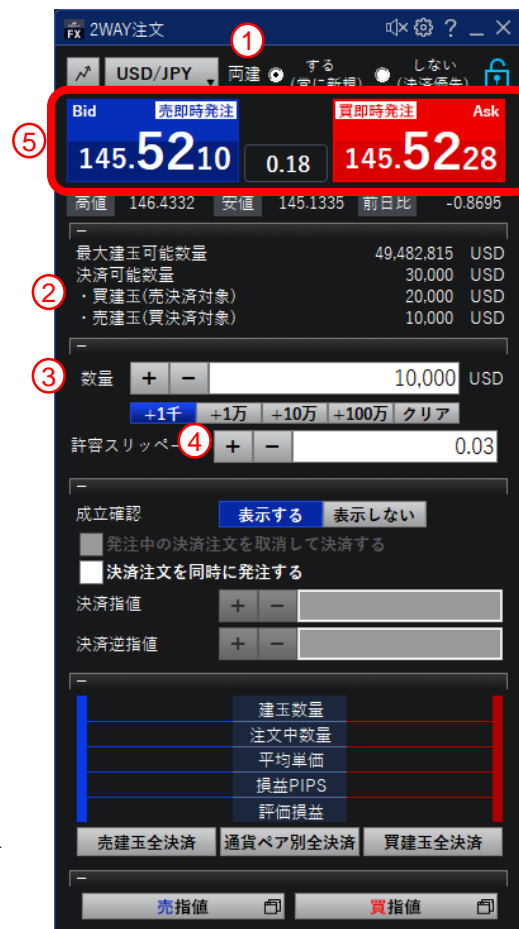 FX 2WAY注文 ? _ ×
①
USD/JPY 両建 する (常に新規) しない (決済優先)
⑤
Bid 売即時発注 買即時発注 Ask
145.5210 0.18 145.5228
高値 146.4332 安値 145.1335 前日比 -0.8695
最大建玉可能数量 49,482,815 USD
決済可能数量 30,000 USD
② ・買建玉(売決済対象) 20,000 USD
・売建玉(買決済対象) 10,000 USD
③ 数量 + − 10,000 USD
+1千 +1万 +10万 +100万 クリア
許容スリッペー ④ + − 0.03
成立確認 表示する 表示しない
発注中の決済注文を取消して決済する
決済注文を同時に発注する
決済指値 + −
決済逆指値 + −
建玉数量
注文中数量
平均単価
損益PIPS
評価損益
売建玉全決済 通貨ペア別全決済 買建玉全決済
売指値 買指値